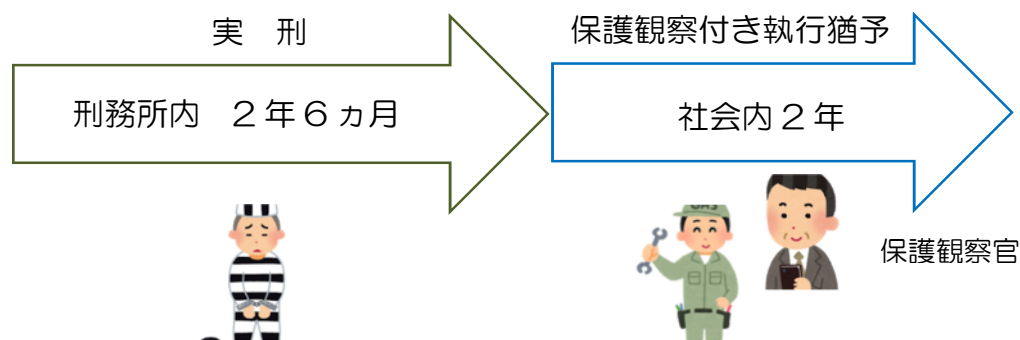 実　刑
保護観察付き執行猶予
刑務所内　２年６ヵ月
社会内２年
保護観察官